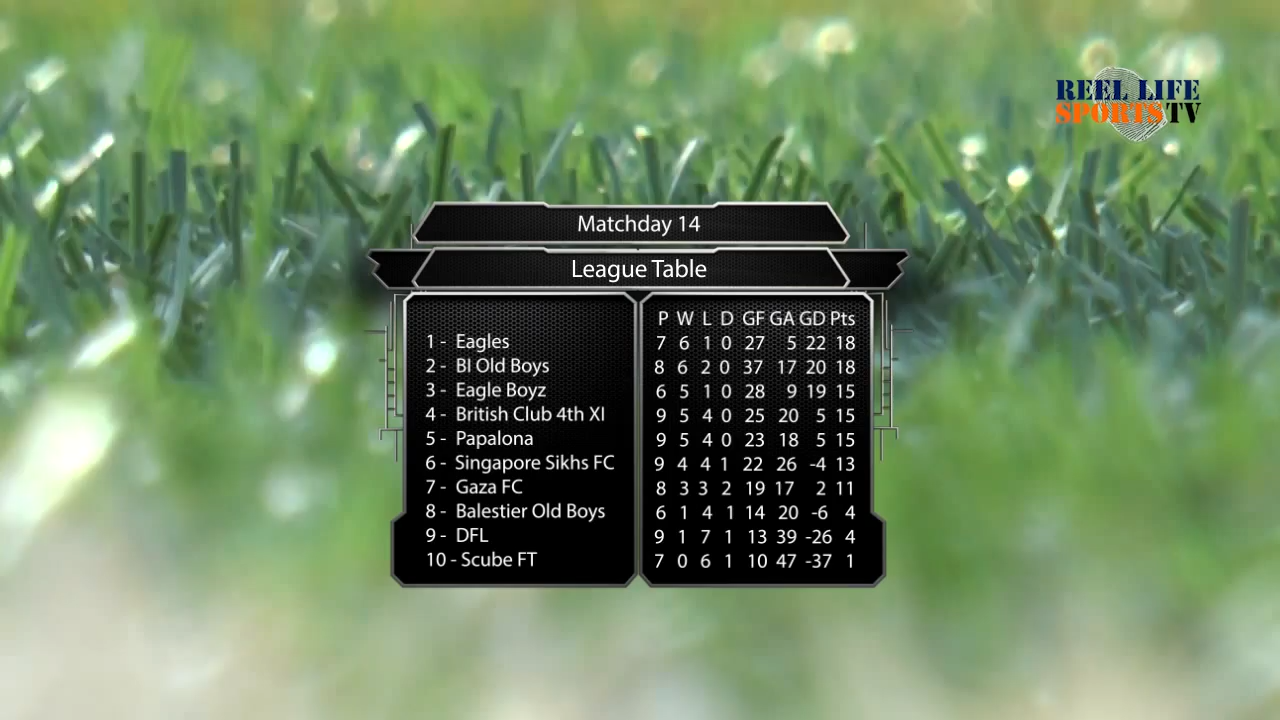 REEL LIFE
SPORTSTV
Matchday 14
League Table
P W L D GF GA GD Pts
1 - Eagles 7 6 1 0 27 5 22 18
2 - BI Old Boys 8 6 2 0 37 17 20 18
3 - Eagle Boyz 6 5 1 0 28 9 19 15
4 - British Club 4th XI 9 5 4 0 25 20 5 15
5 - Papalona 9 5 4 0 23 18 5 15
6 - Singapore Sikhs FC 9 4 4 1 22 26 -4 13
7 - Gaza FC 8 3 3 2 19 17 2 11
8 - Balestier Old Boys 6 1 4 1 14 20 -6 4
9 - DFL 9 1 7 1 13 39 -26 4
10 - Scube FT 7 0 6 1 10 47 -37 1